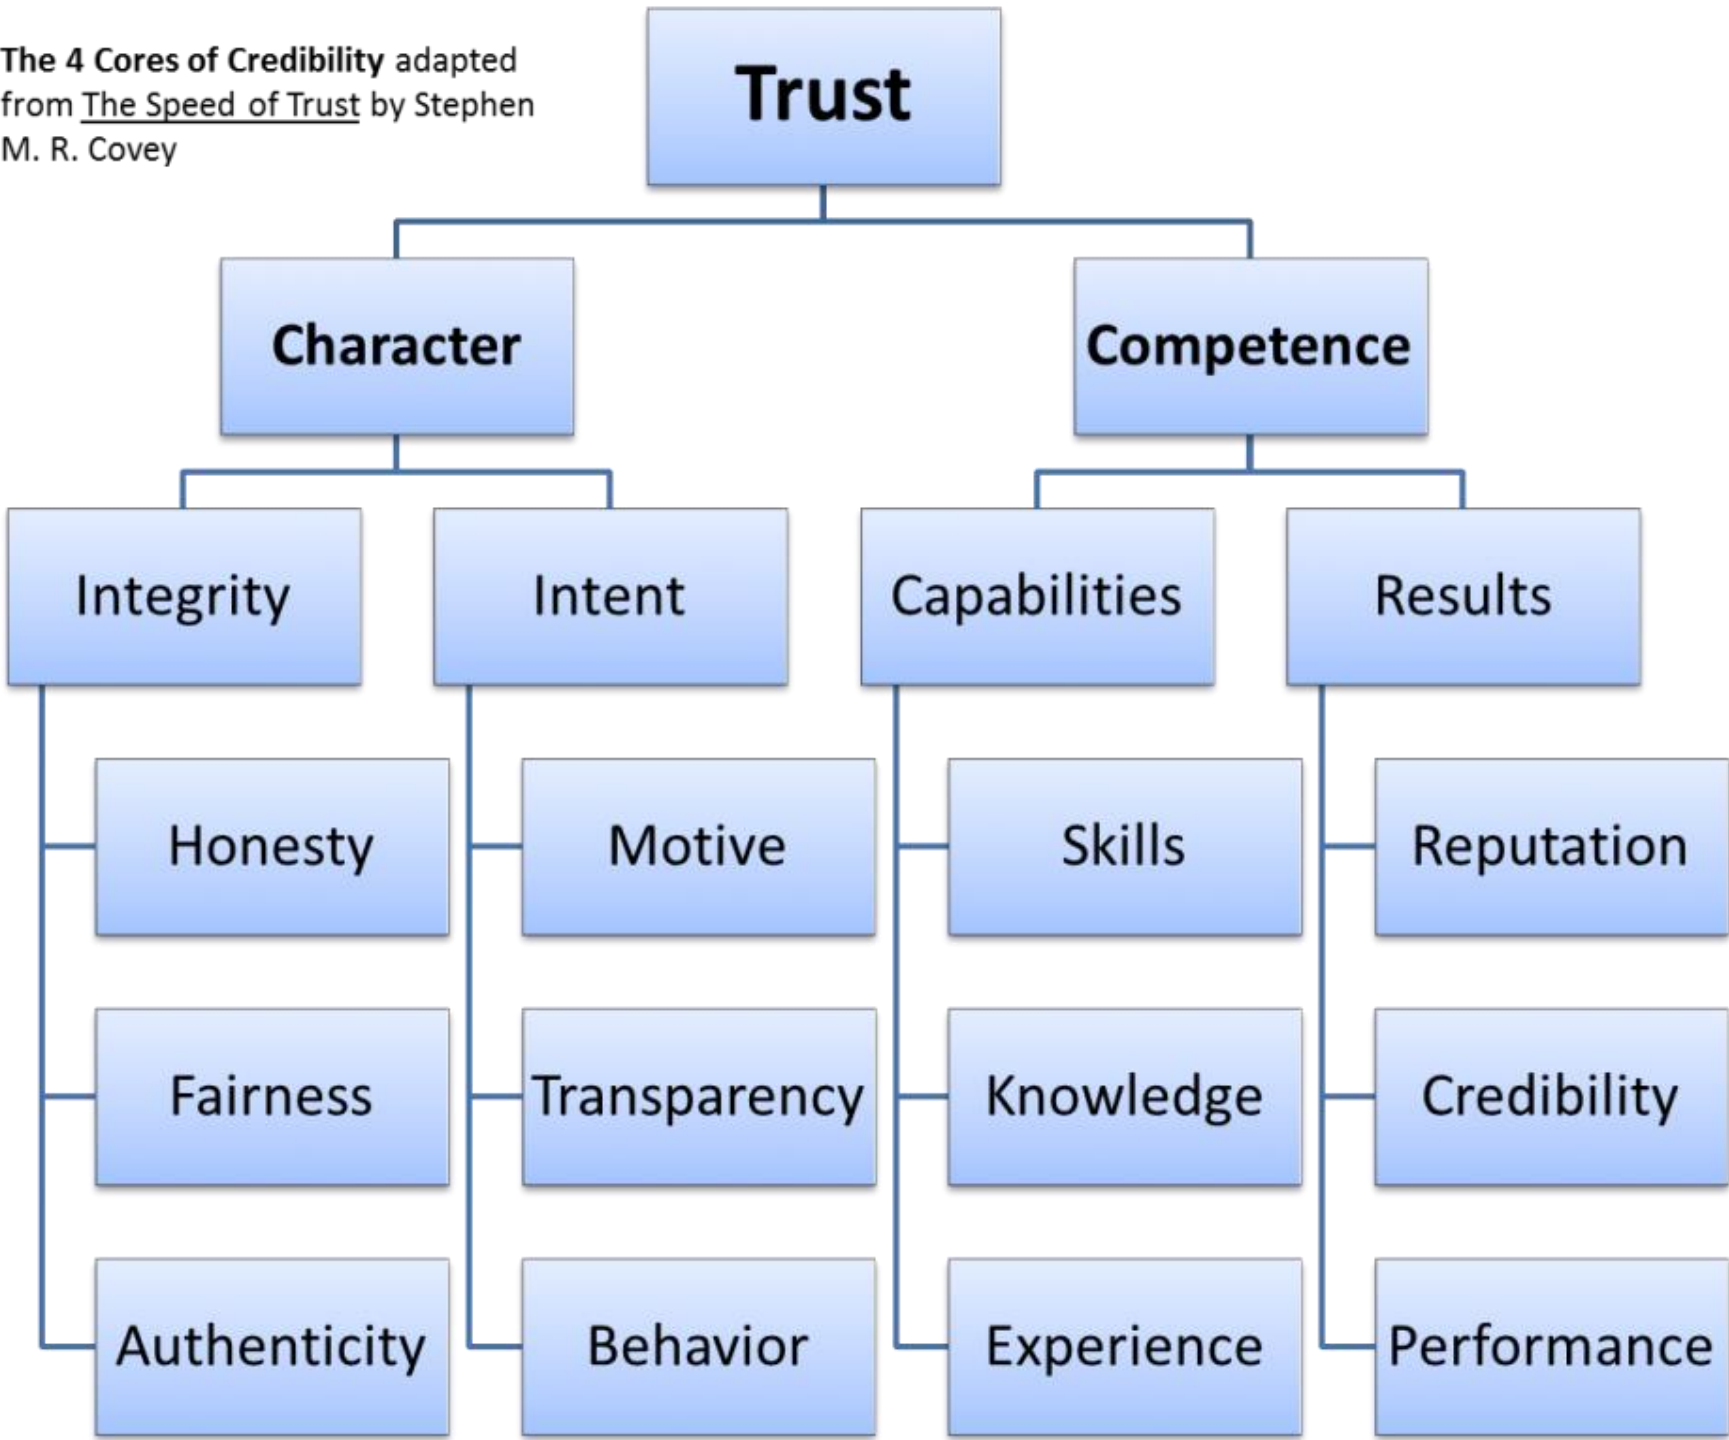 The 4 Cores of Credibility adapted
from The Speed of Trust by Stephen
M. R. Covey
Trust
Character
Competence
Integrity
Intent
Capabilities
Results
Honesty
Motive
Skills
Reputation
Fairness
Transparency
Knowledge
Credibility
Authenticity
Behavior
Experience
Performance